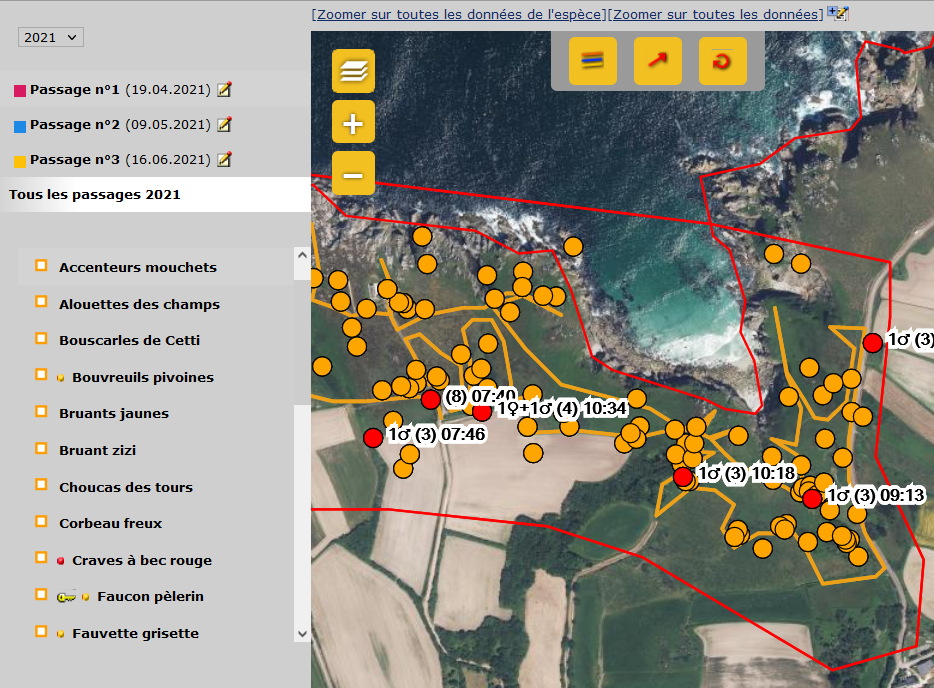 [Zoomer sur toutes les données de l'espèce][Zoomer sur toutes les données]
2021
Passage n°1 (19.04.2021)
Passage n°2 (09.05.2021)
Passage n°3 (16.06.2021)
Tous les passages 2021
Accenteurs mouchets
Alouettes des champs
Bouscarles de Cetti
Bouvreuils pivoines
Bruants jaunes
Bruant zizi
Choucas des tours
Corbeau freux
Craves à bec rouge
Faucon pèlerin
Fauvette grisette
1♂ (3)
(8) 07:40
1♀+1♂ (4) 10:34
1♂ (3) 07:46
1♂ (3) 10:18
1♂ (3) 09:13